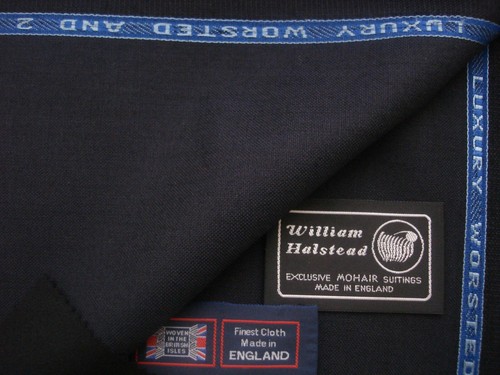 LUXURY WORSTED AND 2
LUXURY WORSTED
William
Halstead
EXCLUSIVE MOHAIR SUITINGS
MADE IN ENGLAND
WOVEN
IN THE
BRITISH
ISLES
Finest Cloth
Made in
ENGLAND